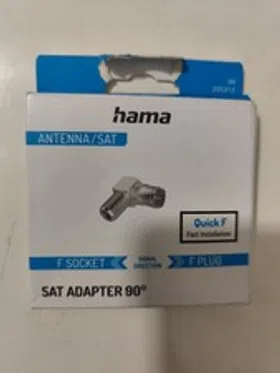 hama
ANTENNA/SAT
Quick F
Fast Installation
F SOCKET
SIGNAL
DIRECTION
F PLUG
SAT ADAPTER 90°